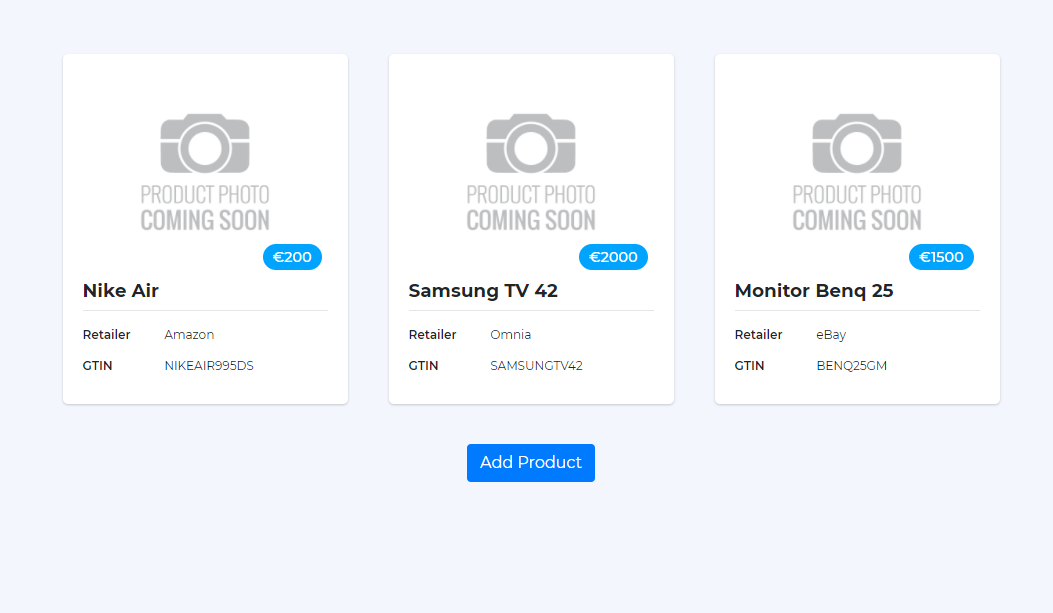 PRODUCT PHOTO
COMING SOON
€200
Nike Air
Retailer Amazon
GTIN NIKEAIR995DS
PRODUCT PHOTO
COMING SOON
€2000
Samsung TV 42
Retailer Omnia
GTIN SAMSUNGTV42
PRODUCT PHOTO
COMING SOON
€1500
Monitor Benq 25
Retailer eBay
GTIN BENQ25GM
Add Product